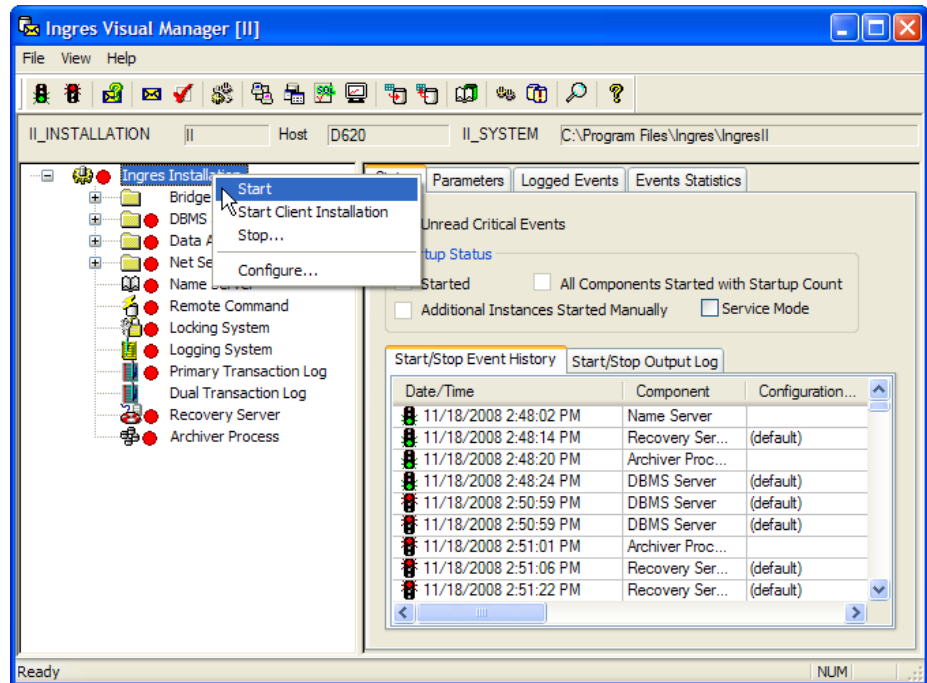 Ingres Visual Manager [II]
File View Help
II_INSTALLATION II Host D620 II_SYSTEM C:\Program Files\Ingres\IngresII
Ingres Installation
Bridge
DBMS
Data A
Net Se
Name Server
Remote Command
Locking System
Logging System
Primary Transaction Log
Dual Transaction Log
Recovery Server
Archiver Process
Start
Start Client Installation
Stop...
Configure...
Parameters Logged Events Events Statistics
Unread Critical Events
tup Status
Started All Components Started with Startup Count
Additional Instances Started Manually Service Mode
Start/Stop Event History Start/Stop Output Log
Date/Time Component Configuration...
11/18/2008 2:48:02 PM Name Server
11/18/2008 2:48:14 PM Recovery Ser... (default)
11/18/2008 2:48:20 PM Archiver Proc...
11/18/2008 2:48:24 PM DBMS Server (default)
11/18/2008 2:50:59 PM DBMS Server (default)
11/18/2008 2:50:59 PM DBMS Server (default)
11/18/2008 2:51:01 PM Archiver Proc...
11/18/2008 2:51:06 PM Recovery Ser... (default)
11/18/2008 2:51:22 PM Recovery Ser... (default)
Ready NUM